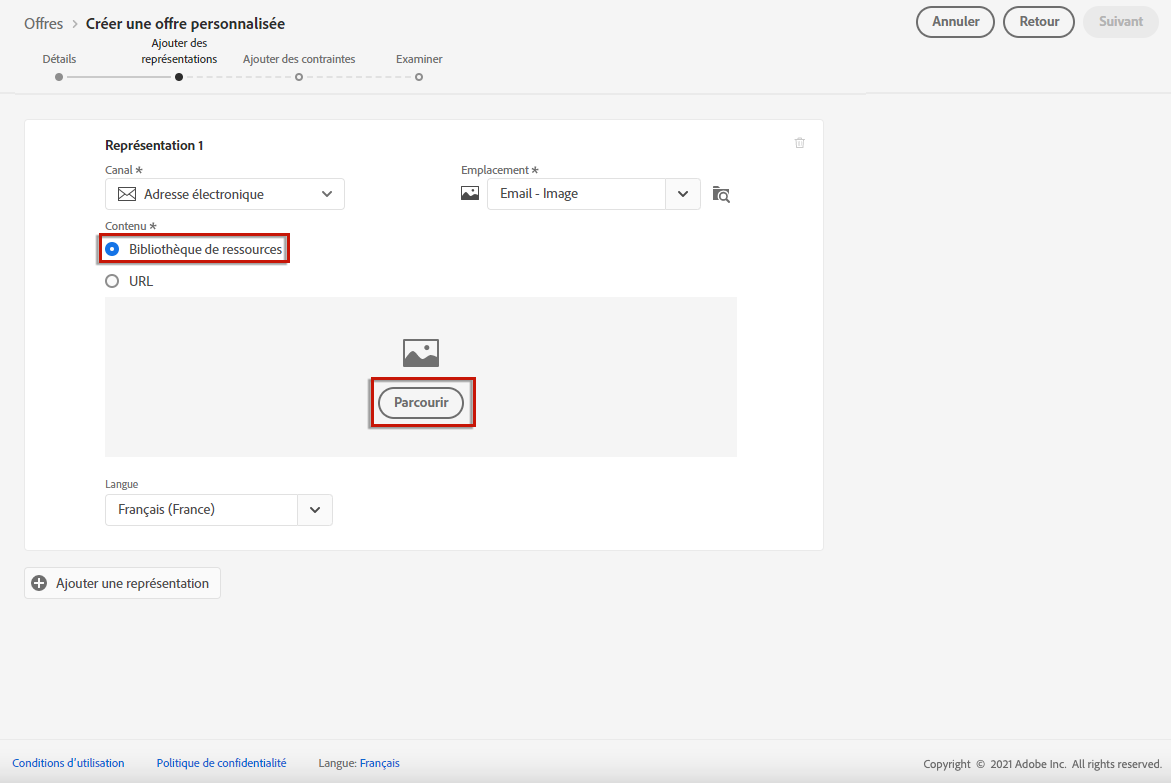 Offres > Créer une offre personnalisée
Annuler Retour Suivant
Détails Ajouter des représentations Ajouter des contraintes Examiner
Représentation 1
Canal * Emplacement *
Adresse électronique Email - Image
Contenu *
Bibliothèque de ressources
URL
Parcourir
Langue
Français (France)
Ajouter une représentation
Conditions d'utilisation Politique de confidentialité Langue: Français Copyright © 2021 Adobe Inc. All rights reserved.